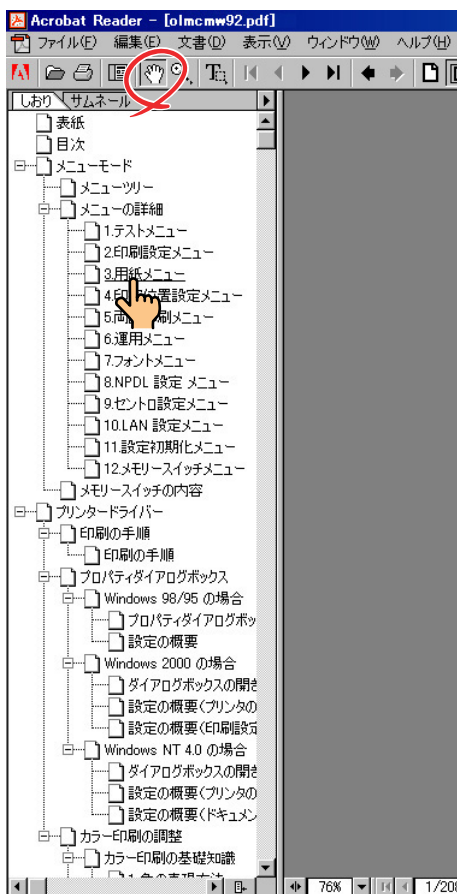 Acrobat Reader - [olmcmw92.pdf]
ファイル(F) 編集(E) 文書(D) 表示(V) ウィンドウ(W) ヘルプ(H)
しおり サムネール
表紙
目次
メニューモード
メニューツリー
メニューの詳細
1.テストメニュー
2.印刷設定メニュー
3.用紙メニュー
4.印刷位置設定メニュー
5.両面印刷メニュー
6.運用メニュー
7.フォントメニュー
8.NPDL 設定 メニュー
9.セントロ設定メニュー
10.LAN 設定メニュー
11.設定初期化メニュー
12.メモリースイッチメニュー
メモリースイッチの内容
プリンタードライバー
印刷の手順
印刷の手順
プロパティダイアログボックス
Windows 98/95 の場合
プロパティダイアログボッ
設定の概要
Windows 2000 の場合
ダイアログボックスの開き
設定の概要(プリンタの
設定の概要(印刷設定
Windows NT 4.0 の場合
ダイアログボックスの開き
設定の概要(プリンタの
設定の概要(ドキュメン
カラー印刷の調整
カラー印刷の基礎知識
1.色の表現方法
76% 1/20